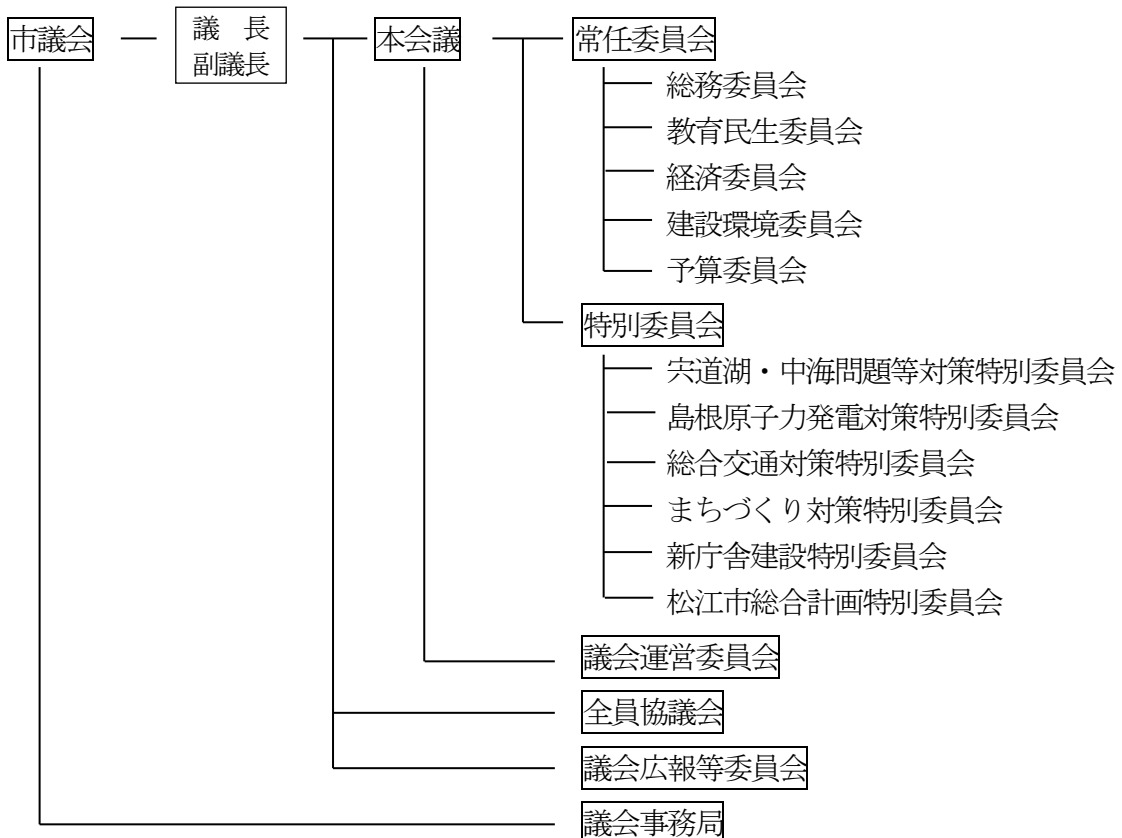 市議会
議　長
副議長
本会議
常任委員会
総務委員会
教育民生委員会
経済委員会
建設環境委員会
予算委員会
特別委員会
宍道湖・中海問題等対策特別委員会
島根原子力発電対策特別委員会
総合交通対策特別委員会
まちづくり対策特別委員会
新庁舎建設特別委員会
松江市総合計画特別委員会
議会運営委員会
全員協議会
議会広報等委員会
議会事務局